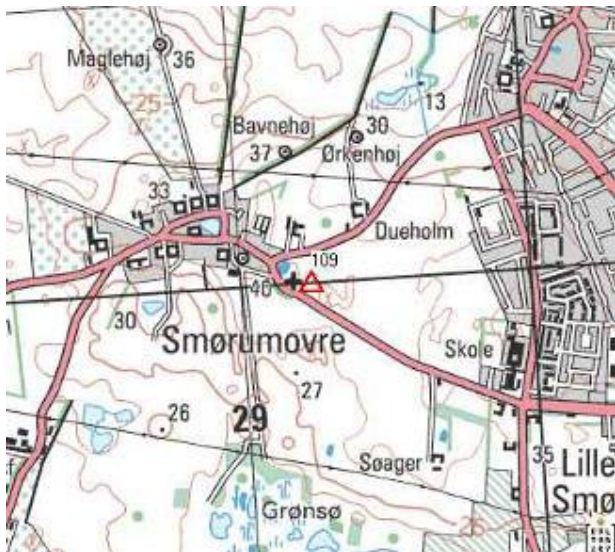 Maglehøj
36
25
13
Bavnehøj
30
37
Ørkenhøj
33
Dueholm
109
40
30
Smørumovre
Skole
27
26
29
35
Søager
Lille
Smø
Grønsø
25